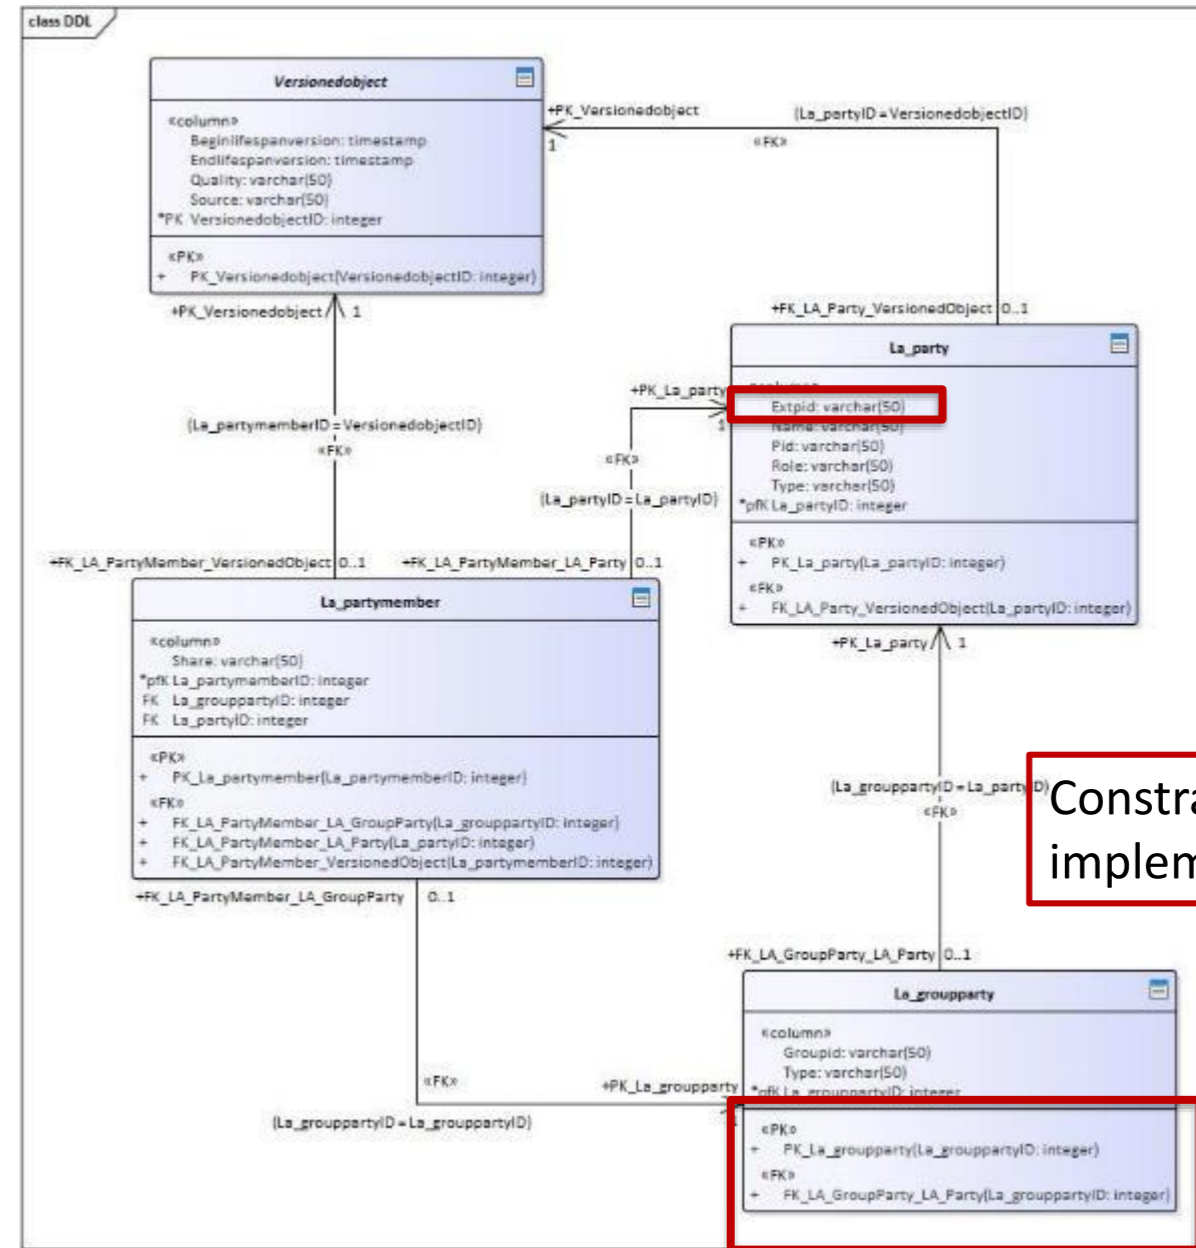 class DDL
Versionedobject
«column»
Beginlifespanversion: timestamp
Endlifespanversion: timestamp
Quality: varchar(50)
Source: varchar(50)
*PK VersionedobjectID: integer
«PK»
+ PK_Versionedobject(VersionedobjectID: integer)
+PK_Versionedobject
1
(La_partyID = VersionedobjectID)
«FK»
+PK_Versionedobject
1
(La_partymemberID = VersionedobjectID)
«FK»
+FK_LA_Party_VersionedObject 0..1
La_party
Extpid: varchar(50)
Name: varchar(50)
Pid: varchar(50)
Role: varchar(50)
Type: varchar(50)
*pfK La_partyID: integer
«PK»
+ PK_La_party(La_partyID: integer)
«FK»
+ FK_LA_Party_VersionedObject(La_partyID: integer)
+PK_La_party
1
«FK»
(La_partyID = La_partyID)
+FK_LA_PartyMember_VersionedObject 0..1
+FK_LA_PartyMember_LA_Party 0..1
La_partymember
«column»
Share: varchar(50)
*pfK La_partymemberID: integer
FK La_grouppartyID: integer
FK La_partyID: integer
«PK»
+ PK_La_partymember(La_partymemberID: integer)
«FK»
+ FK_LA_PartyMember_LA_GroupParty(La_grouppartyID: integer)
+ FK_LA_PartyMember_LA_Party(La_partyID: integer)
+ FK_LA_PartyMember_VersionedObject(La_partymemberID: integer)
+PK_La_party 1
(La_grouppartyID = La_partyID)
«FK»
Constra
implem
+FK_LA_PartyMember_LA_GroupParty 0..1
+FK_LA_GroupParty_LA_Party 0..1
La_groupparty
«column»
Groupid: varchar(50)
Type: varchar(50)
*pfK La_grouppartyID: integer
«PK»
+ PK_La_groupparty(La_grouppartyID: integer)
«FK»
+ FK_LA_GroupParty_LA_Party(La_grouppartyID: integer)
«FK»
+PK_La_groupparty
1
(La_grouppartyID = La_grouppartyID)